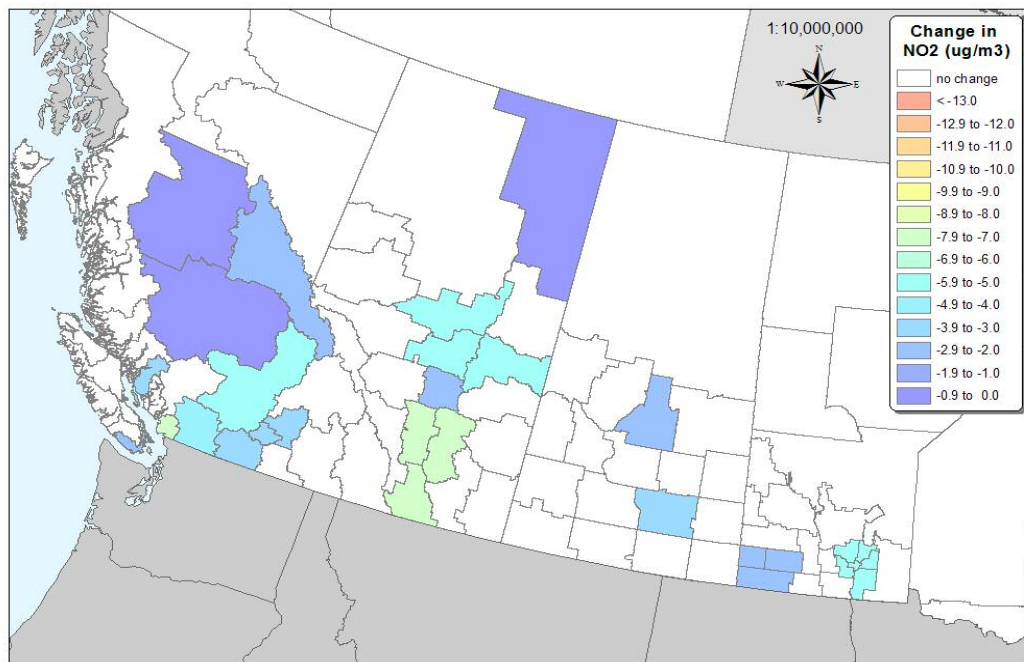 1:10,000,000
N
W E
S
Change in
NO2 (ug/m3)
no change
< -13.0
-12.9 to -12.0
-11.9 to -11.0
-10.9 to -10.0
-9.9 to -9.0
-8.9 to -8.0
-7.9 to -7.0
-6.9 to -6.0
-5.9 to -5.0
-4.9 to -4.0
-3.9 to -3.0
-2.9 to -2.0
-1.9 to -1.0
-0.9 to 0.0